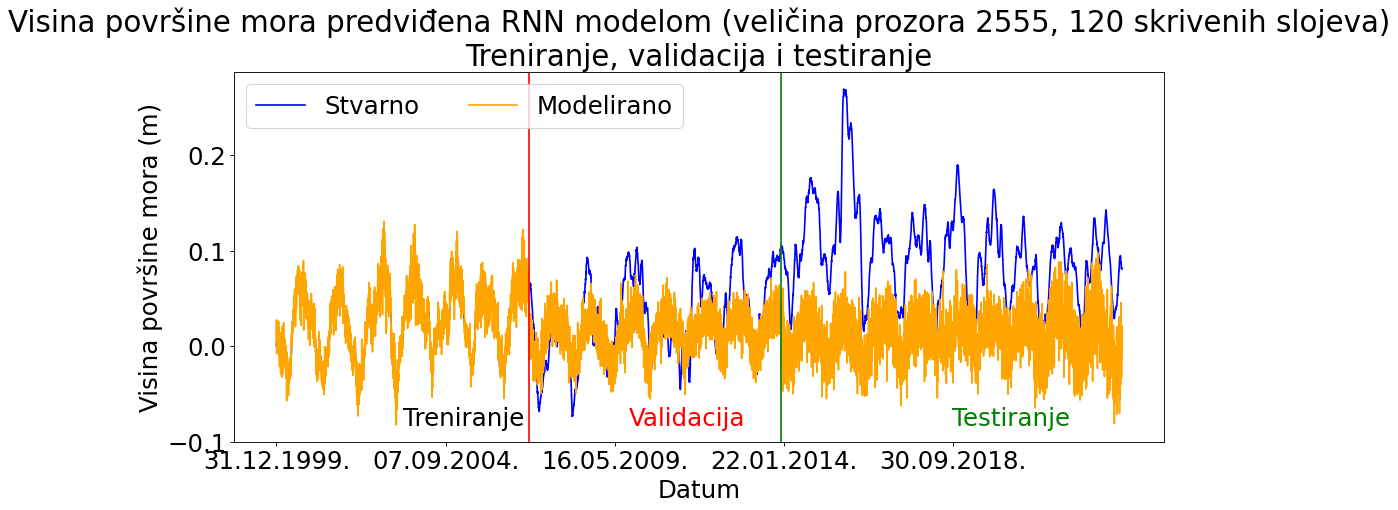 Visina površine mora predviđena RNN modelom (veličina prozora 2555, 120 skrivenih slojeva)
Treniranje, validacija i testiranje
Stvarno Modelirano
Visina površine mora (m)
0.2
0.1
0.0
−0.1
Treniranje Validacija Testiranje
31.12.1999. 07.09.2004. 16.05.2009. 22.01.2014. 30.09.2018.
Datum